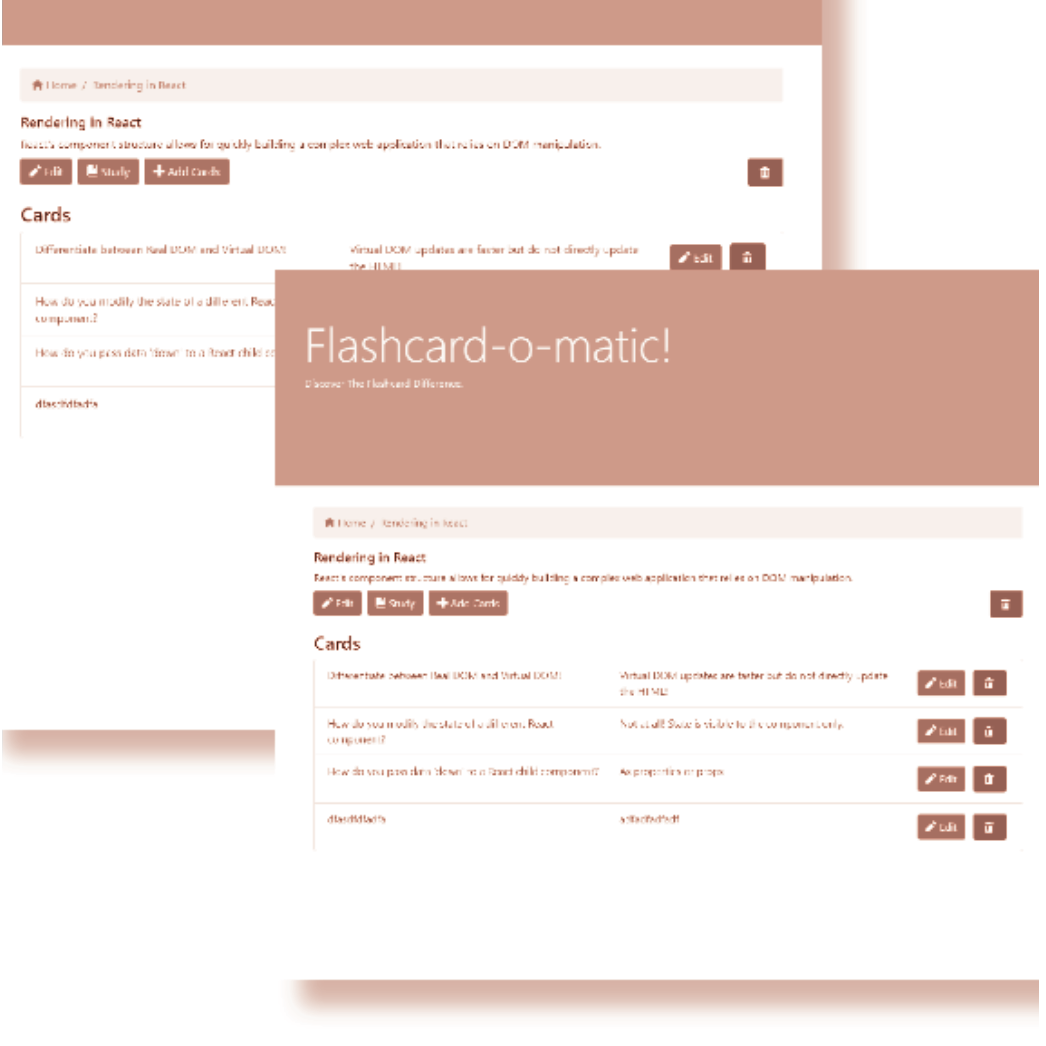 Home / Rendering in React
Rendering in React
React's component structure allows for quickly building a complex web application that relies on DOM manipulation.
Edit Study + Add Cards
Cards
Differentiate between Real DOM and Virtual DOM! Virtual DOM updates are faster but do not directly update
the HTML! Edit
How do you modify the state of a different Reac
component?
How do you pass data 'down' to a React child co
Flashcard-o-matic!
Discover The Flashcard Difference.
Home / Rendering in React
Rendering in React
React's component structure allows for quickly building a complex web application that relies on DOM manipulation.
Edit Study + Add Cards
Cards
Differentiate between Real DOM and Virtual DOM! Virtual DOM updates are faster but do not directly update
the HTML! Edit
How do you modify the state of a different React Not at all! State is visible to the component only.
component? Edit
How do you pass data 'down' to a React child component? As properties or props Edit
Edit